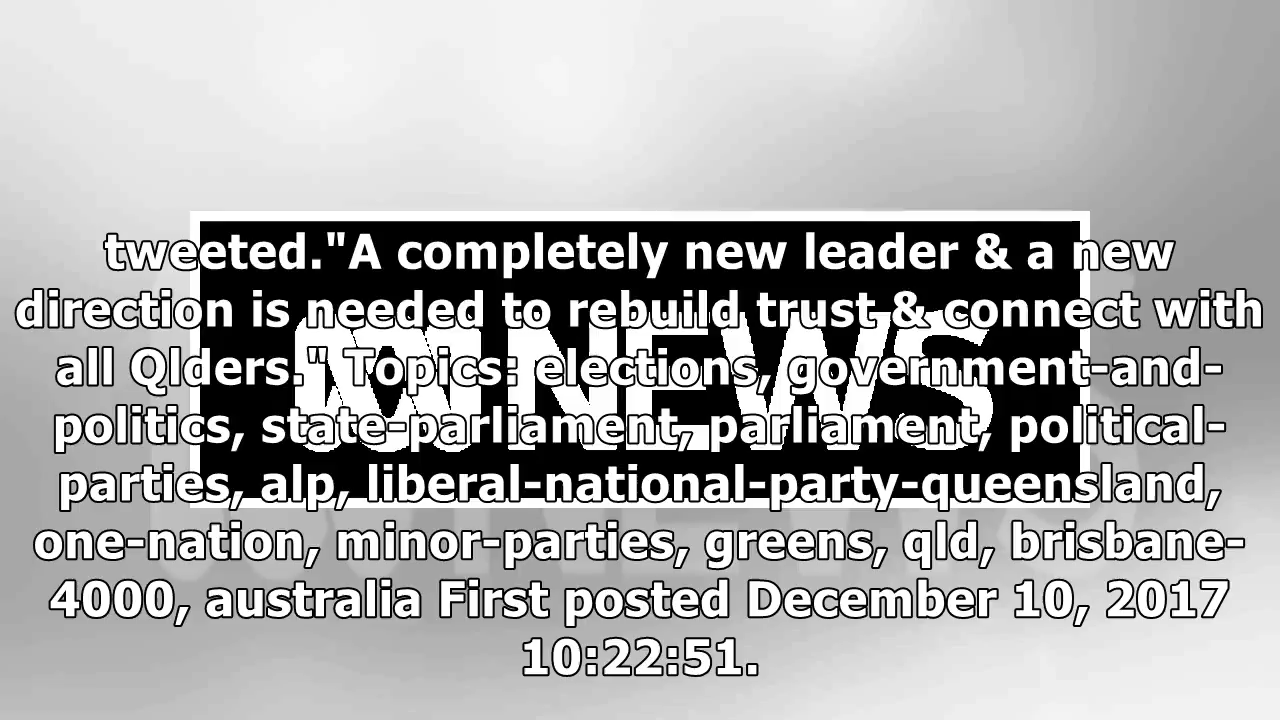 tweeted."A completely new leader & a new
direction is needed to rebuild trust & connect with
all Qlders." Topics: elections, government-and-
politics, state-parliament, parliament, political-
parties, alp, liberal-national-party-queensland,
one-nation, minor-parties, greens, qld, brisbane-
4000, australia First posted December 10, 2017
10:22:51.
NEWS